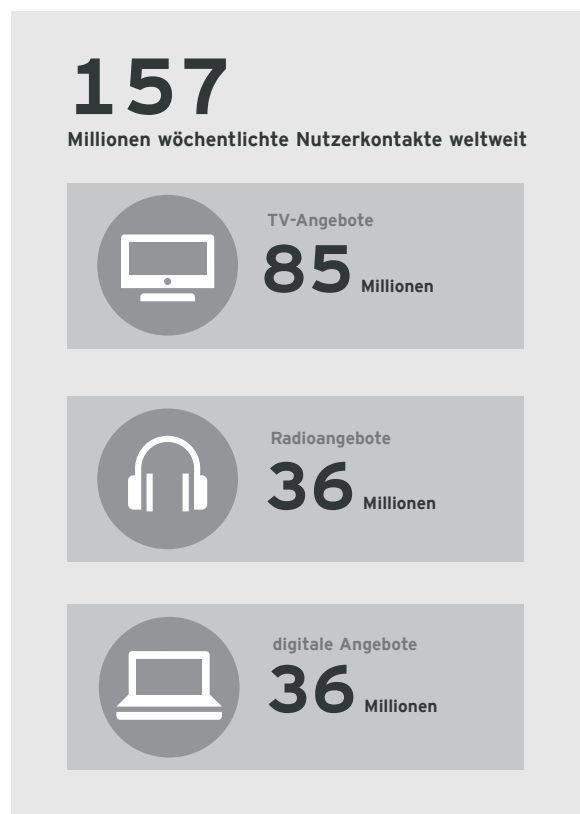 157
Millionen wöchentlichte Nutzerkontakte weltweit
TV-Angebote
85 Millionen
Radioangebote
36 Millionen
digitale Angebote
36 Millionen